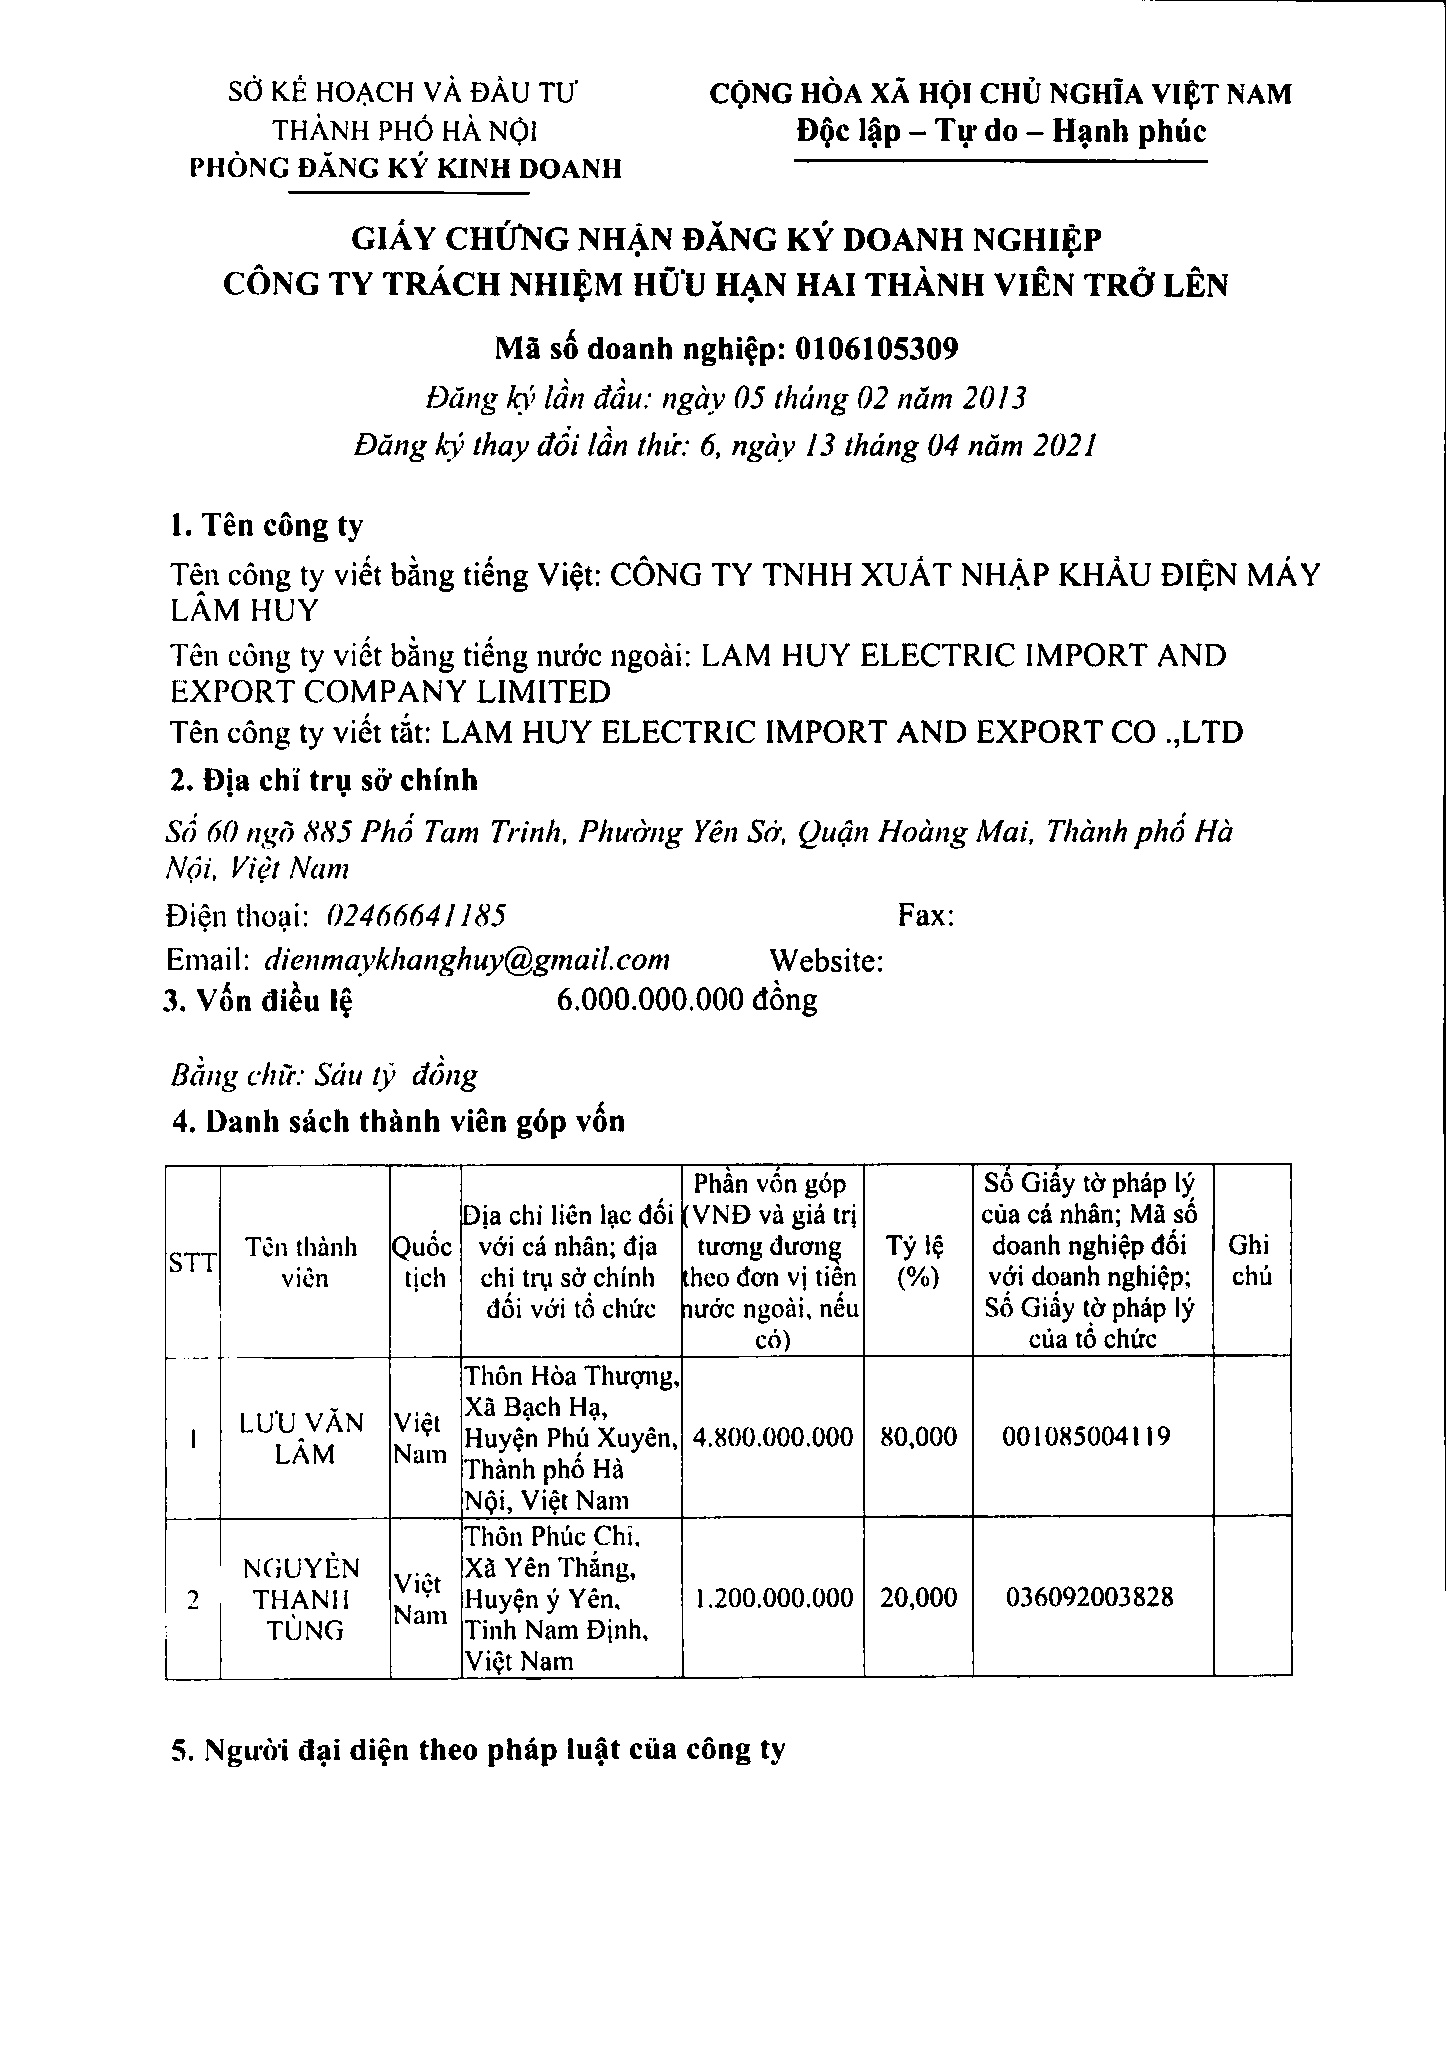 SỞ KẾ HOẠCH VÀ ĐẦU TƯ
THÀNH PHỐ HÀ NỘI
PHÒNG ĐĂNG KÝ KINH DOANH
CỘNG HÒA XÃ HỘI CHỦ NGHĨA VIỆT NAM
Độc lập – Tự do – Hạnh phúc
GIẤY CHỨNG NHẬN ĐĂNG KÝ DOANH NGHIỆP
CÔNG TY TRÁCH NHIỆM HỮU HẠN HAI THÀNH VIÊN TRỞ LÊN
Mã số doanh nghiệp: 0106105309
Đăng ký lần đầu: ngày 05 tháng 02 năm 2013
Đăng ký thay đổi lần thứ: 6, ngày 13 tháng 04 năm 2021
1. Tên công ty
Tên công ty viết bằng tiếng Việt: CÔNG TY TNHH XUẤT NHẬP KHẨU ĐIỆN MÁY
LÂM HUY
Tên công ty viết bằng tiếng nước ngoài: LAM HUY ELECTRIC IMPORT AND
EXPORT COMPANY LIMITED
Tên công ty viết tắt: LAM HUY ELECTRIC IMPORT AND EXPORT CO .,LTD
2. Địa chỉ trụ sở chính
Số 60 ngõ 885 Phố Tam Trinh, Phường Yên Sở, Quận Hoàng Mai, Thành phố Hà
Nội, Việt Nam
Điện thoại: 02466641185 Fax:
Email: dienmaykhanghuy@gmail.com Website:
3. Vốn điều lệ 6.000.000.000 đồng
Bằng chữ: Sáu tỷ đồng
4. Danh sách thành viên góp vốn
STT
Tên thành
viên
Quốc
tịch
Địa chỉ liên lạc đối
với cá nhân; địa
chỉ trụ sở chính
đối với tổ chức
Phần vốn góp
(VNĐ và giá trị
tương đương
theo đơn vị tiền
nước ngoài, nếu
có)
Tỷ lệ
(%)
Số Giấy tờ pháp lý
của cá nhân; Mã số
doanh nghiệp đối
với doanh nghiệp;
Số Giấy tờ pháp lý
của tổ chức
Ghi
chú
1
LƯU VĂN
LÂM
Việt
Nam
Thôn Hòa Thượng,
Xã Bạch Hạ,
Huyện Phú Xuyên,
Thành phố Hà
Nội, Việt Nam
4.800.000.000
80,000
001085004119
2
NGUYỄN
THANH
TÙNG
Việt
Nam
Thôn Phúc Chỉ,
Xã Yên Thắng,
Huyện ý Yên,
Tỉnh Nam Định,
Việt Nam
1.200.000.000
20,000
036092003828
5. Người đại diện theo pháp luật của công ty